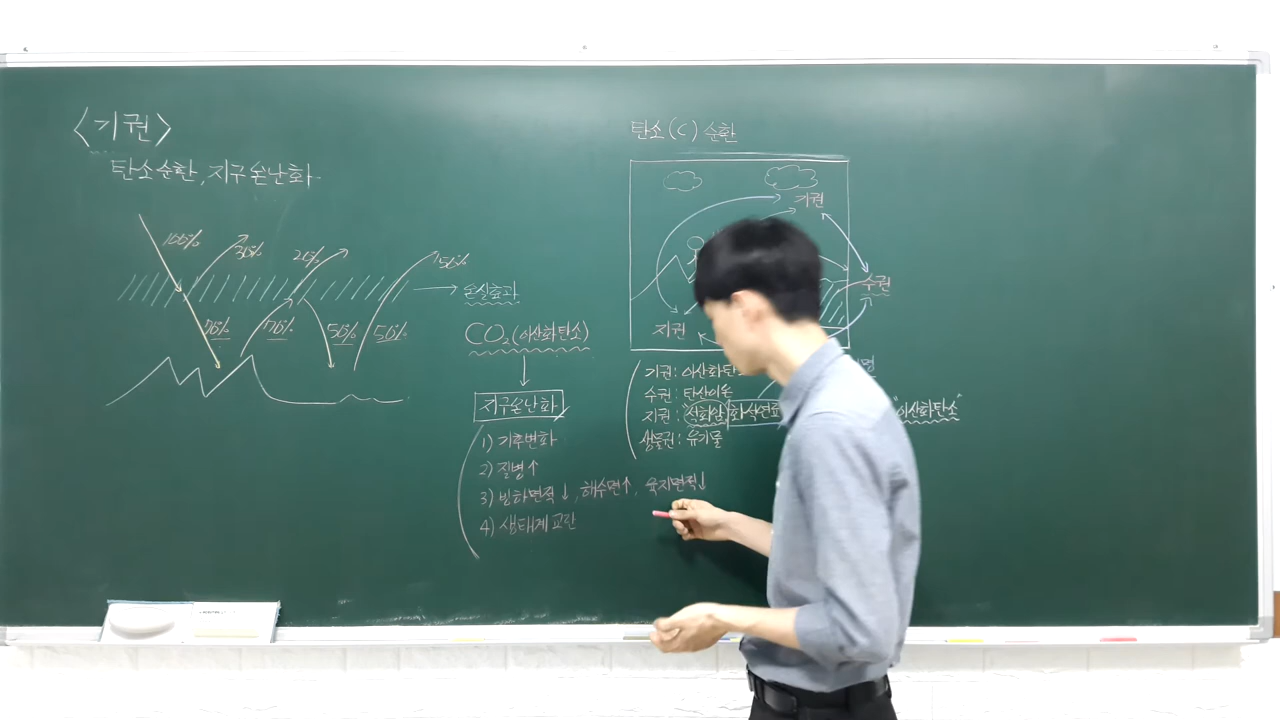 <기권>
탄소순환, 지구온난화
100%
30%
20%
50%
70%
70%
50%
50%
온실효과
CO₂(이산화탄소)
지구온난화
1) 기후변화
2) 질병↑
3) 빙하면적↓, 해수면↑, 육지면적↓
4) 생태계 교란
탄소(C) 순환
기권
수권
지권
기권: 이산화탄
수권: 탄산이온
지권: "석회암 화석연료 "이산화탄소"
생물권: 유기물